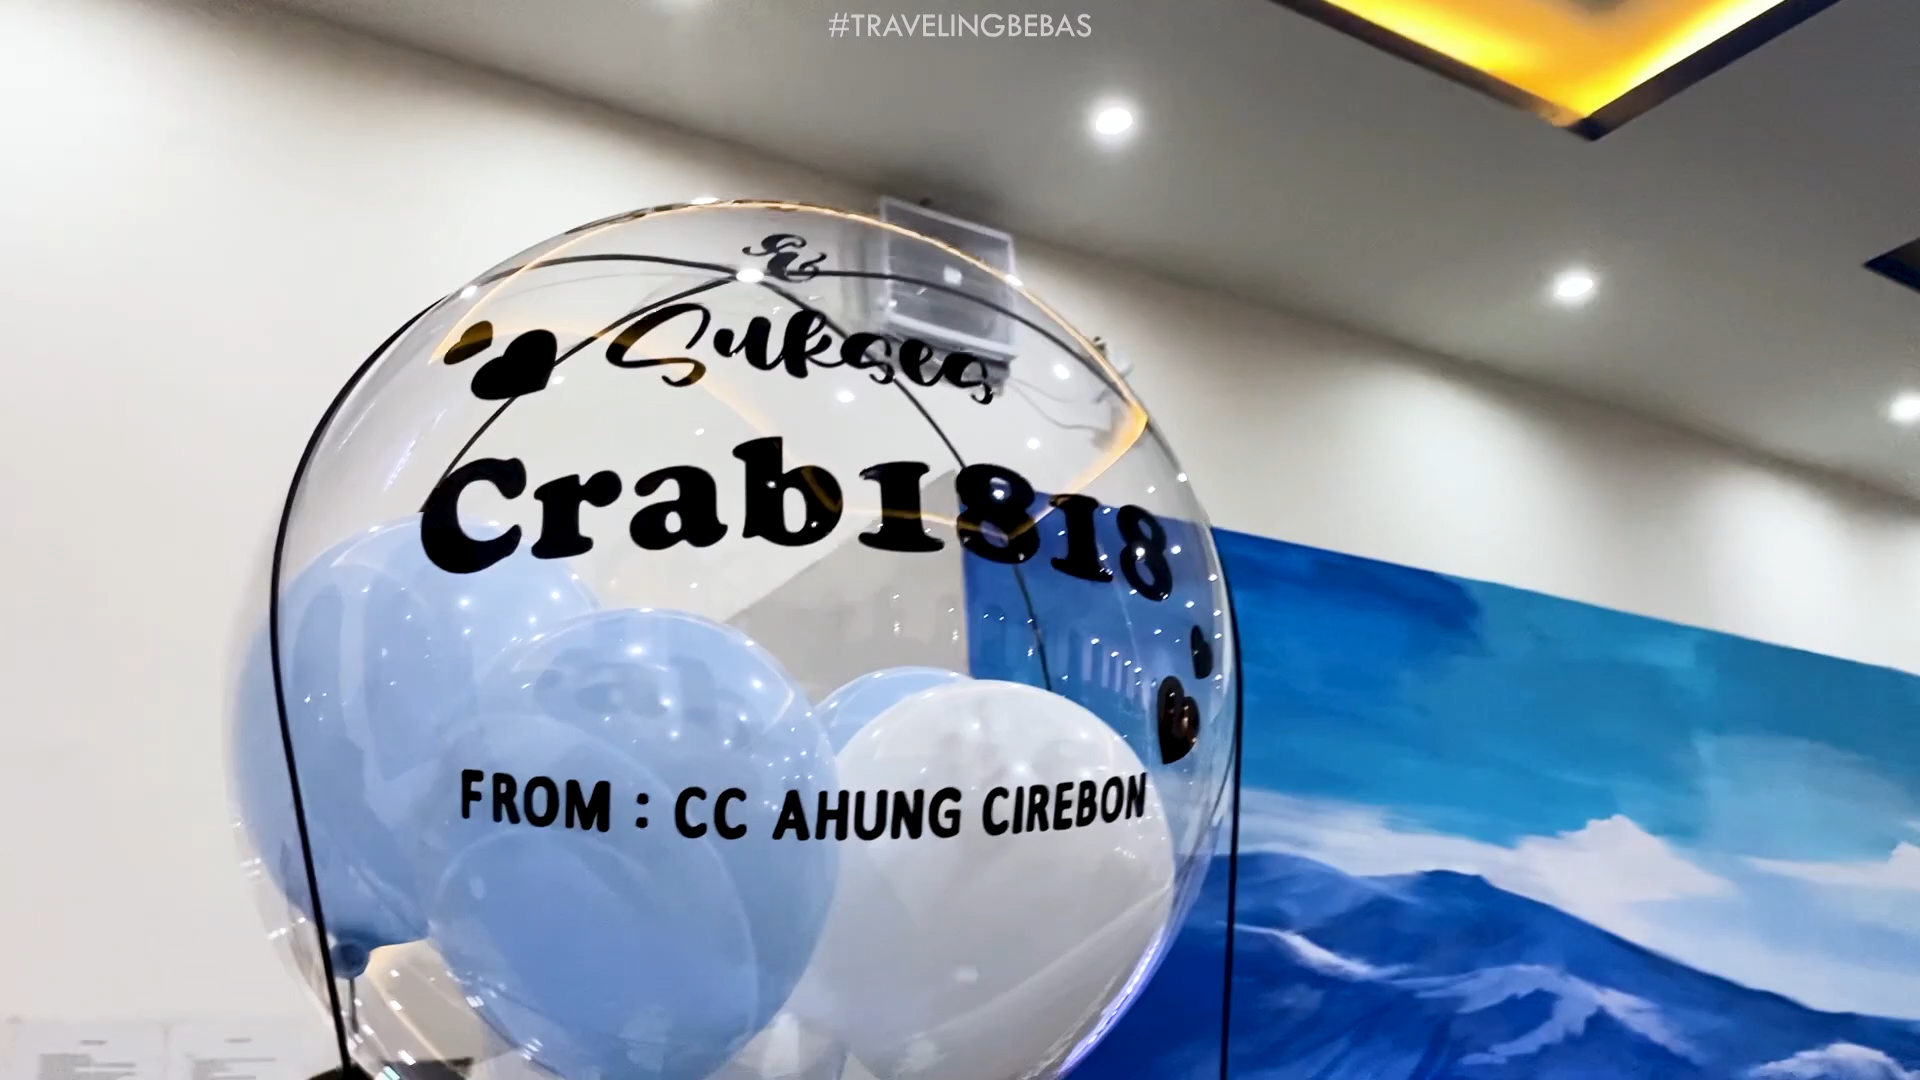 #TRAVELINGBEBAS
&
Sukses
Crab1818
FROM : CC AHUNG CIREBON